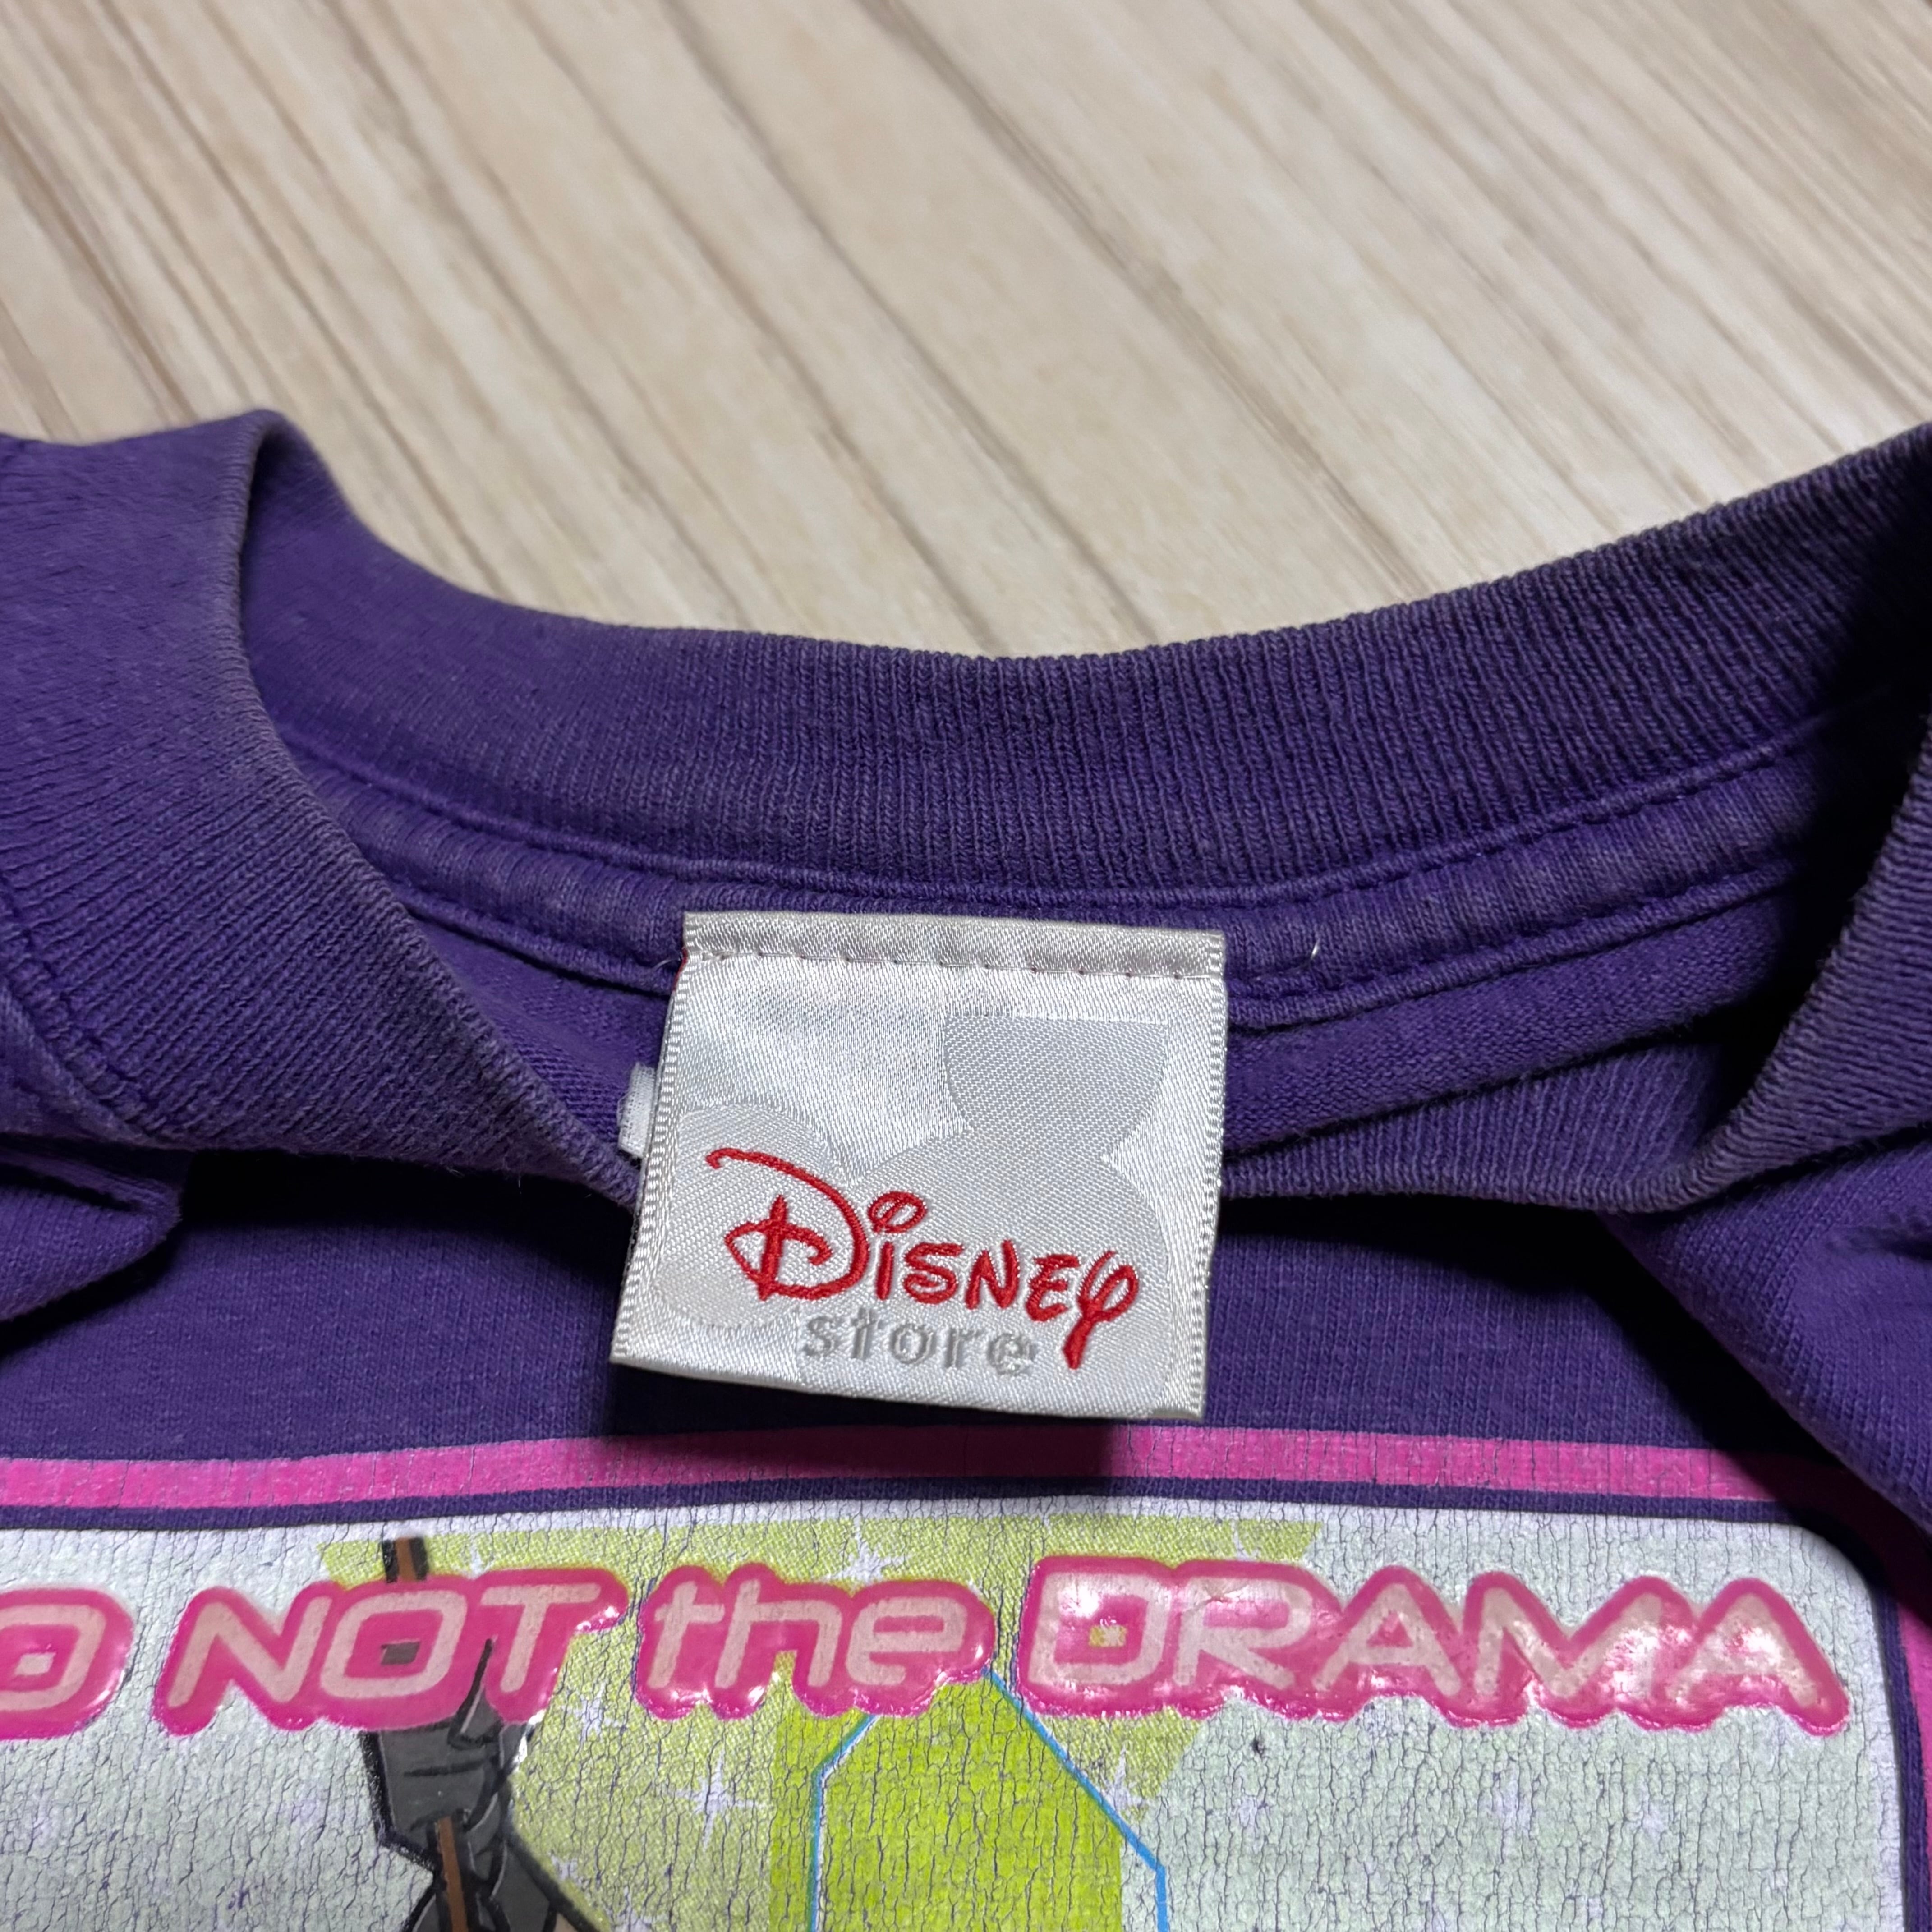 Disney
store
O NOT the DRAMA